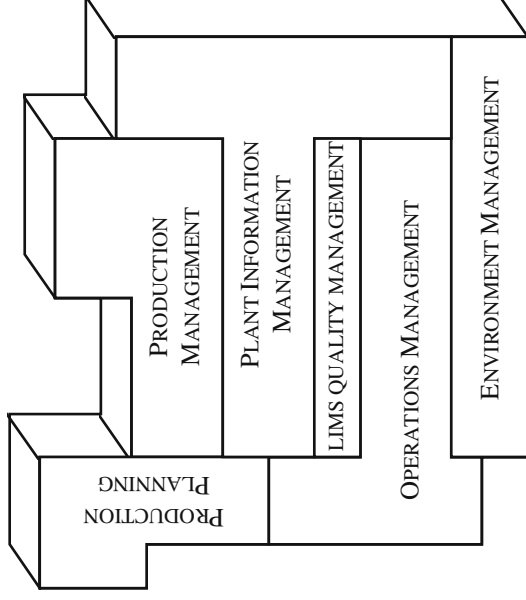 PRODUCTION
PLANNING
PRODUCTION
MANAGEMENT
PLANT INFORMATION
MANAGEMENT
LIMS QUALITY MANAGEMENT
OPERATIONS MANAGEMENT
ENVIRONMENT MANAGEMENT